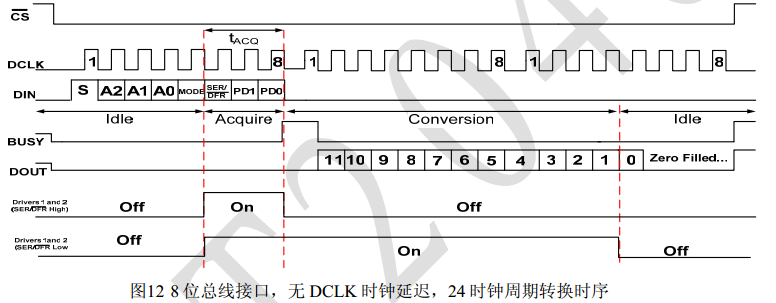 CS
tACQ
DCLK 1 8 1 8 1 8
DIN S A2 A1 A0 MODE SER/DFR PD1 PD0
Idle Acquire Conversion Idle
BUSY
DOUT 11 10 9 8 7 6 5 4 3 2 1 0 Zero Filled...
Drivers 1 and 2
(SER/DFR High) Off On Off
Drivers 1and 2
(SER/DFR Low Off On Off
图12 8 位总线接口，无 DCLK 时钟延迟，24 时钟周期转换时序